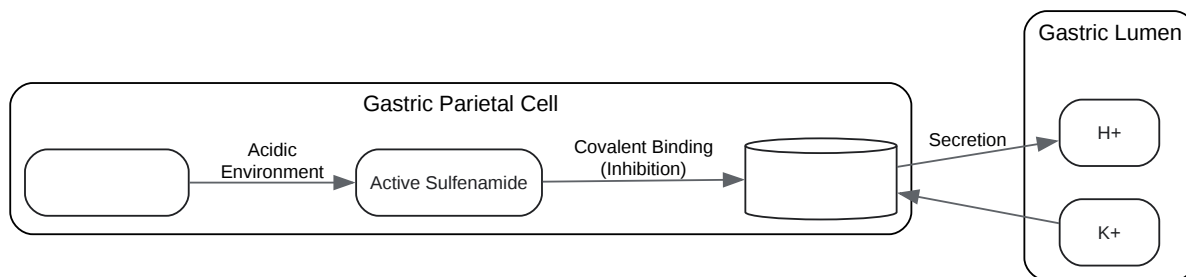 Gastric Lumen
Gastric Parietal Cell
Acidic
Environment
Active Sulfenamide
Covalent Binding
(Inhibition)
Secretion
H+
K+